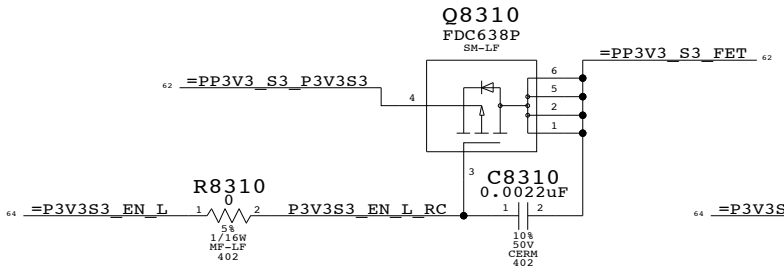 Q8310
FDC638P
SM-LF
=PP3V3_S3_FET
62
62
=PP3V3_S3_P3V3S3
4
6
5
2
1
3
R8310
0
C8310
0.0022uF
64
=P3V3S3_EN_L
1
2
P3V3S3_EN_L_RC
1
2
64
=P3V3S
5%
1/16W
MF-LF
402
10%
50V
CERM
402